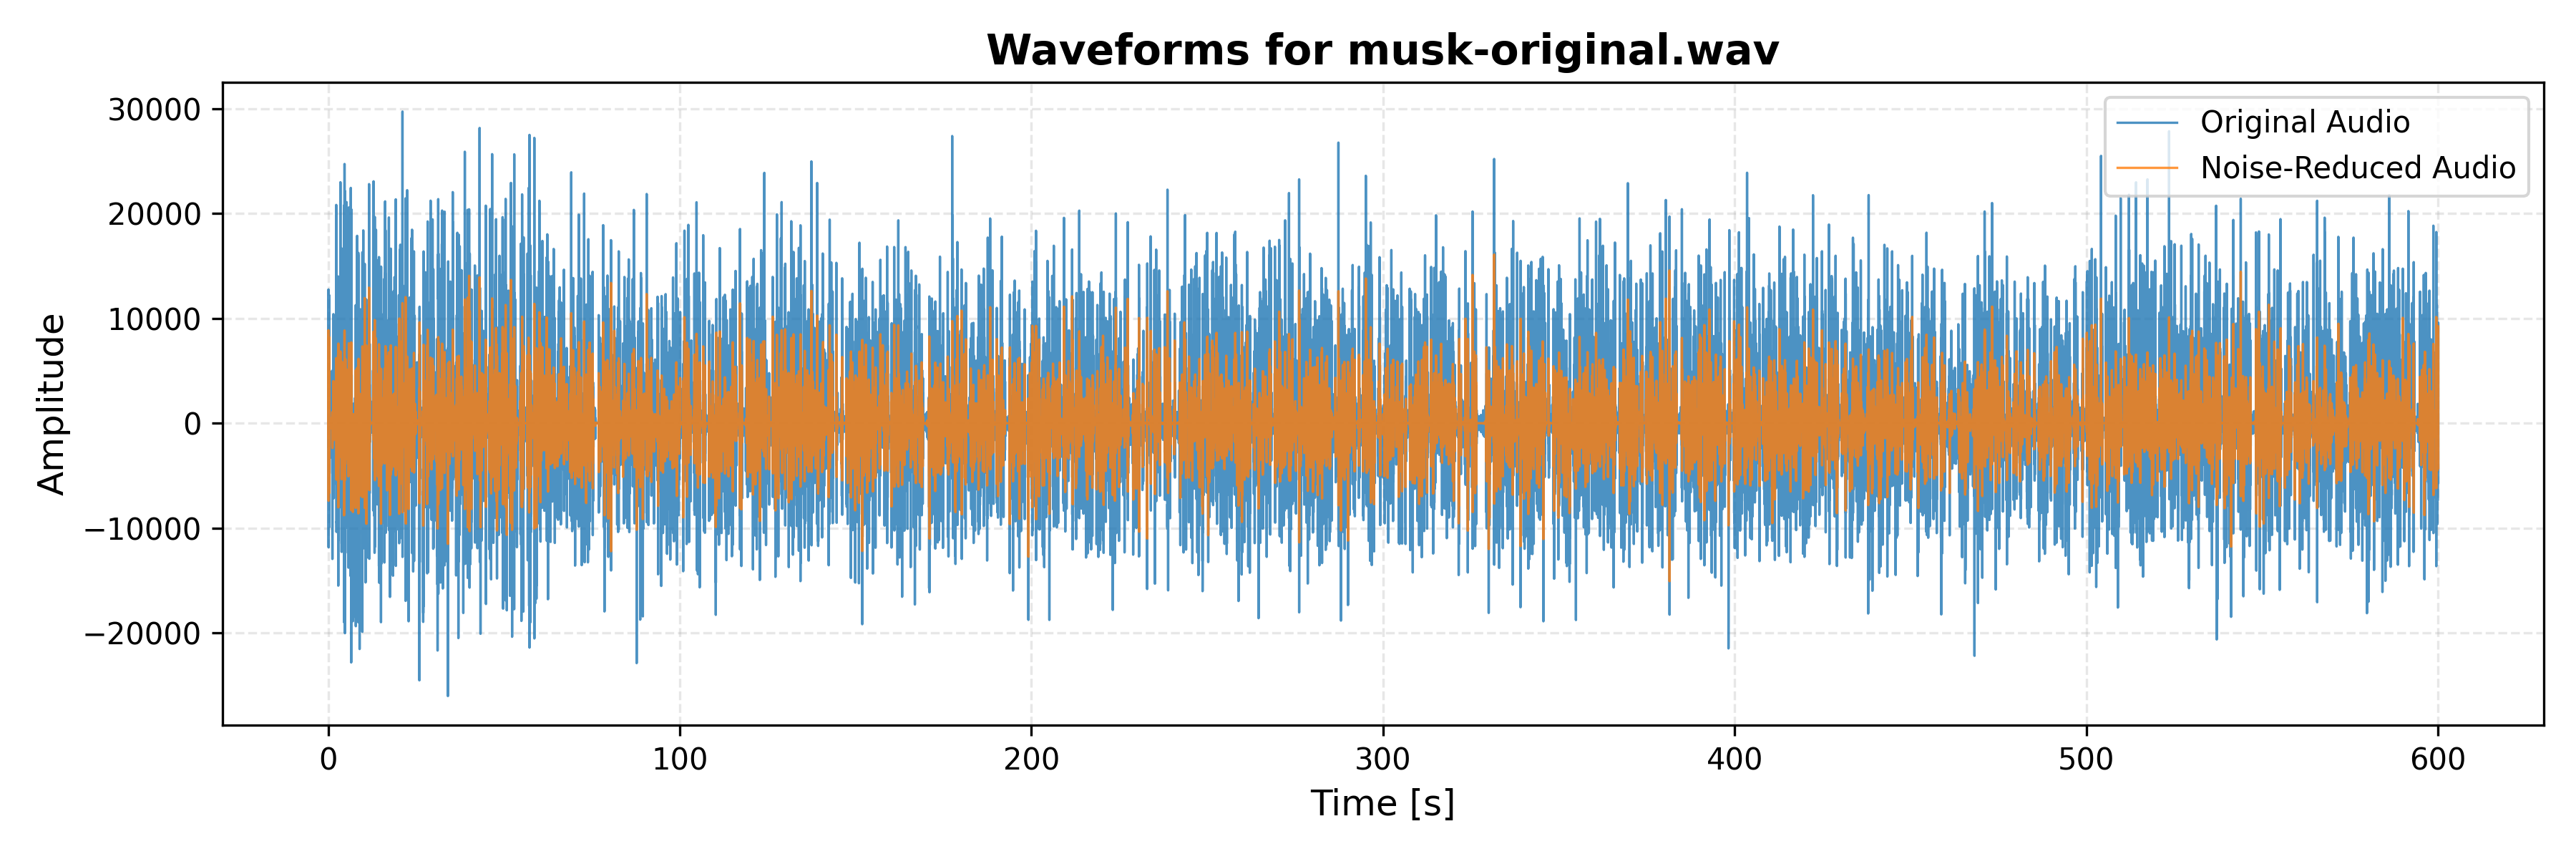 Waveforms for musk-original.wav
Original Audio
Noise-Reduced Audio
Amplitude
30000
20000
10000
0
−10000
−20000
0 100 200 300 400 500 600
Time [s]